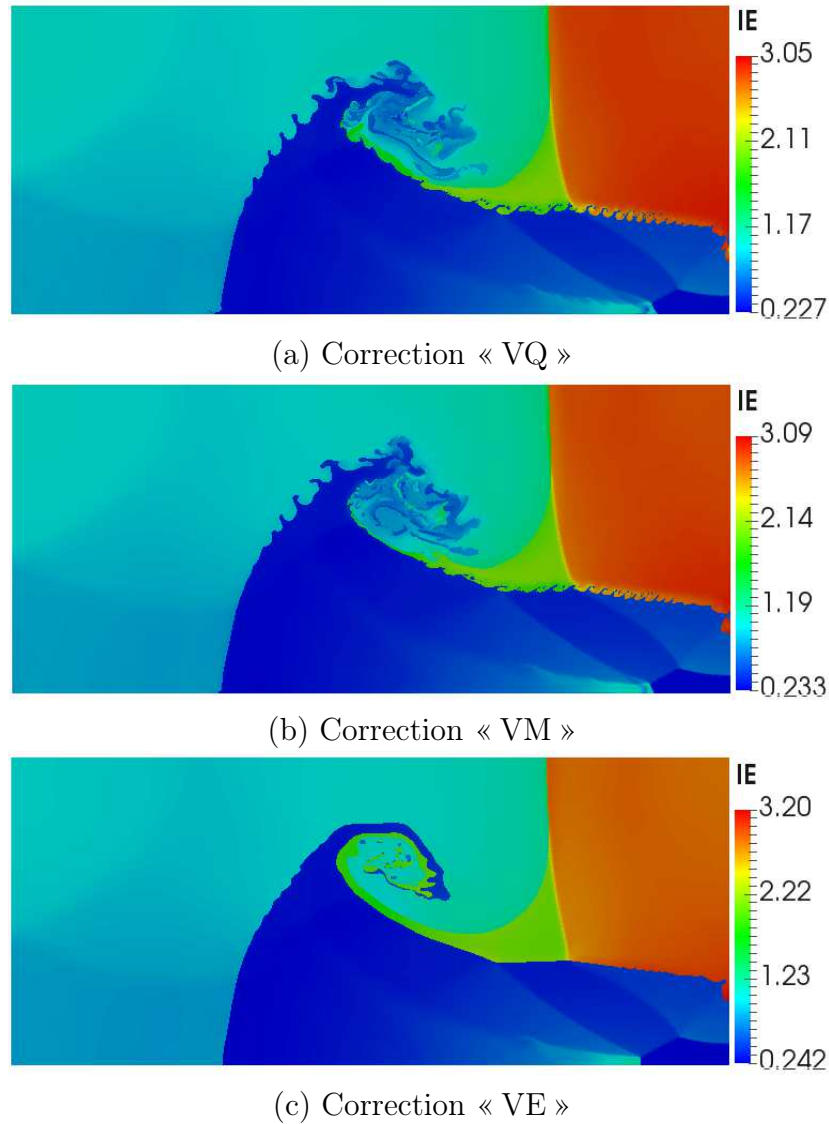 IE
3.05
2.11
1.17
0.227
(a) Correction « VQ »
IE
3.09
2.14
1.19
0.233
(b) Correction « VM »
IE
3.20
2.22
1.23
0.242
(c) Correction « VE »